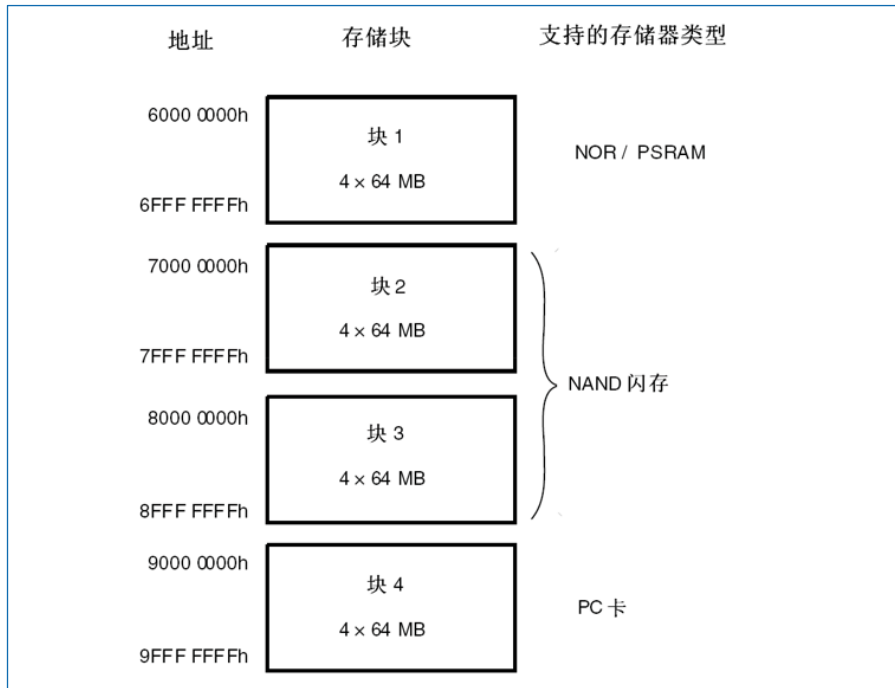 地址 存储块 支持的存储器类型
6000 0000h
块 1
NOR / PSRAM
4 × 64 MB
6FFF FFFFh
7000 0000h
块 2
4 × 64 MB
7FFF FFFFh
NAND 闪存
8000 0000h
块 3
4 × 64 MB
8FFF FFFFh
9000 0000h
块 4
PC 卡
4 × 64 MB
9FFF FFFFh